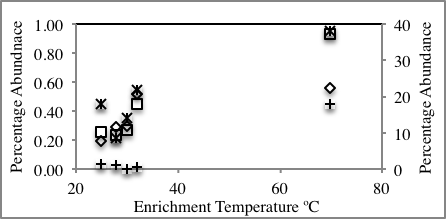 Percentage Abundnace
1.00
0.80
0.60
0.40
0.20
0.00
40
30
20
10
0
Percentage Abundance
20 40 60 80
Enrichment Temperature ºC